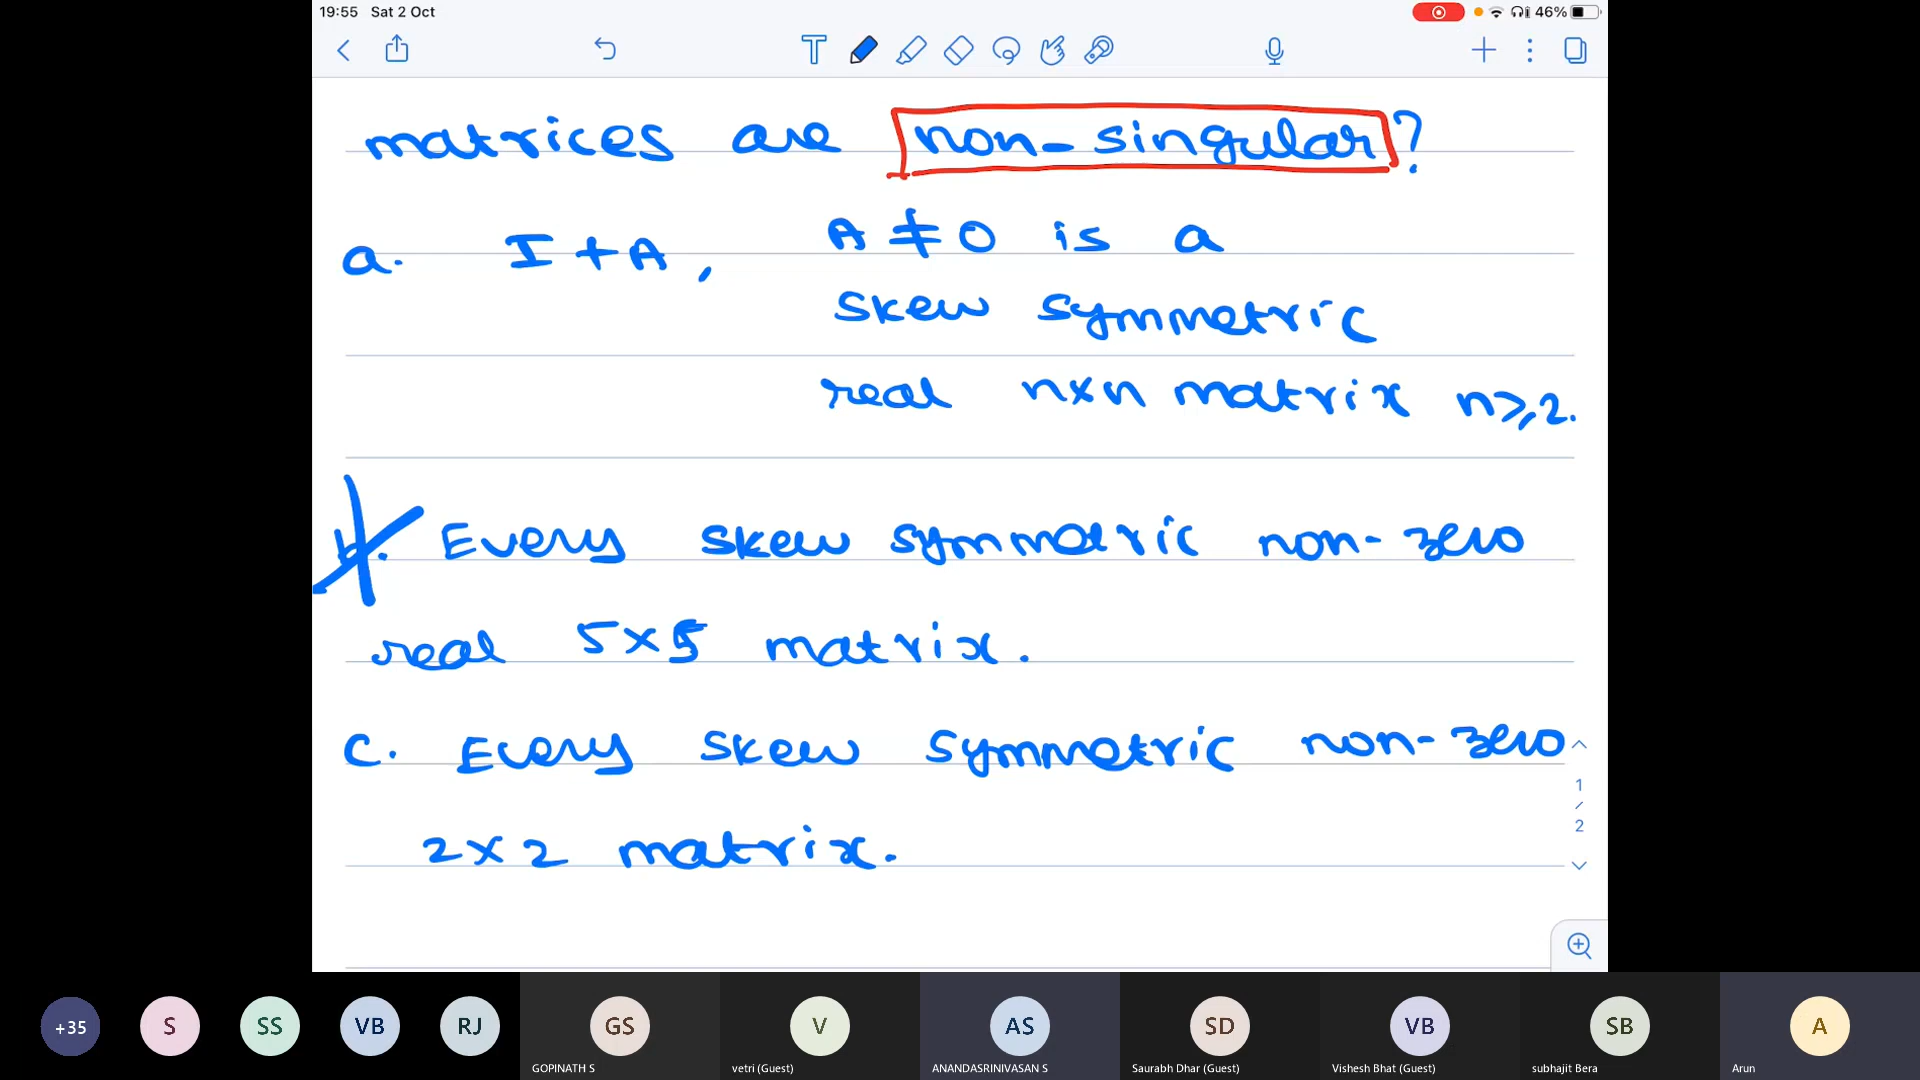 19:55 Sat 2 Oct 46%
matrices are non-singular?
a. I + A, A ≠ 0 is a
skew symmetric
real n×n matrix n⩾2.
b. Every skew symmetric non-zero
real 5×5 matrix.
c. Every skew symmetric non-zero
2×2 matrix.
1
/
2
+35 S SS VB RJ GS V AS SD VB SB A
GOPINATH S vetri (Guest) ANANDASRINIVASAN S Saurabh Dhar (Guest) Vishesh Bhat (Guest) subhajit Bera Arun